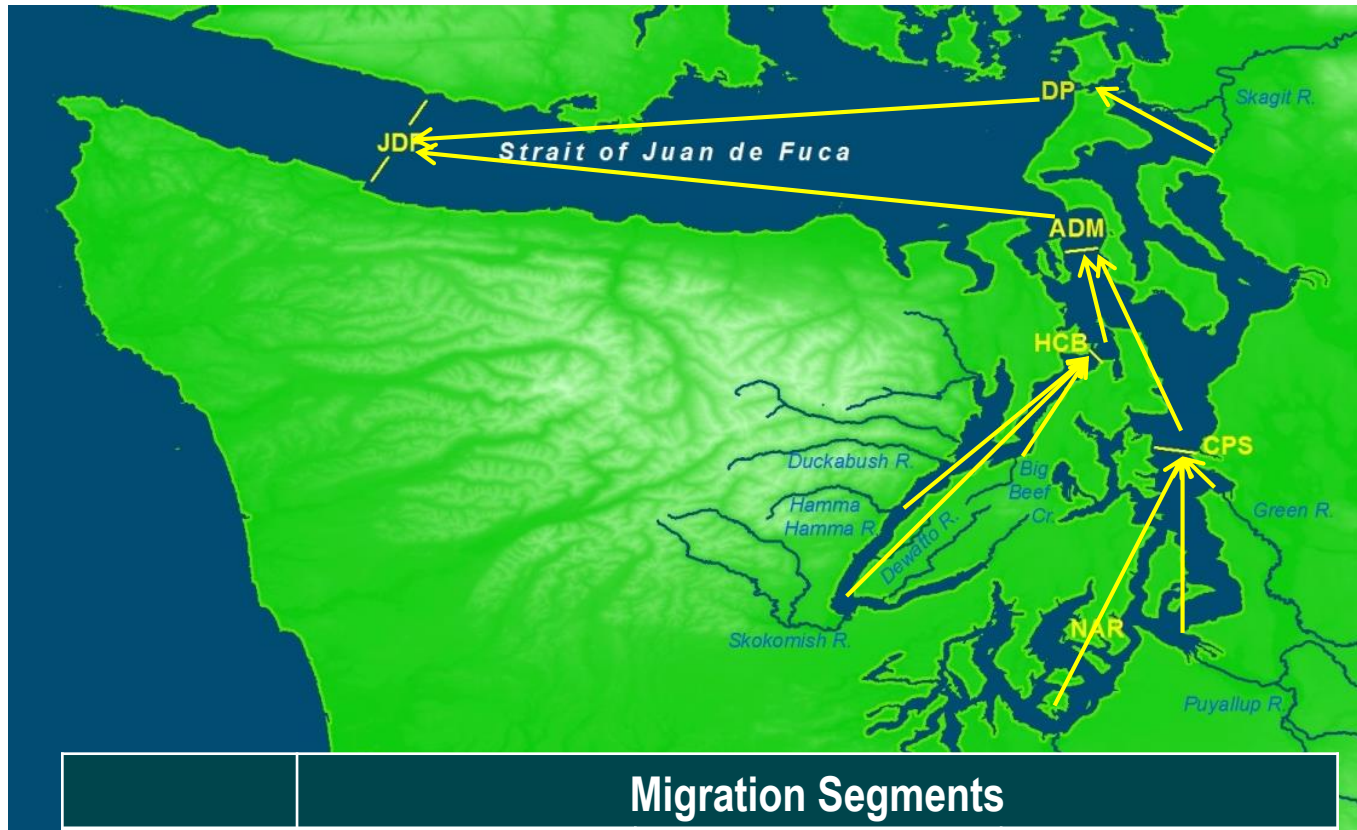 DP
Skagit R.
JDF
Strait of Juan de Fuca
ADM
HCB
CPS
Duckabush R.
Big
Beef
Cr.
Hamma
Hamma R.
Green R.
Dewatto R.
NAR
Skokomish R.
Puyallup R.
Migration Segments